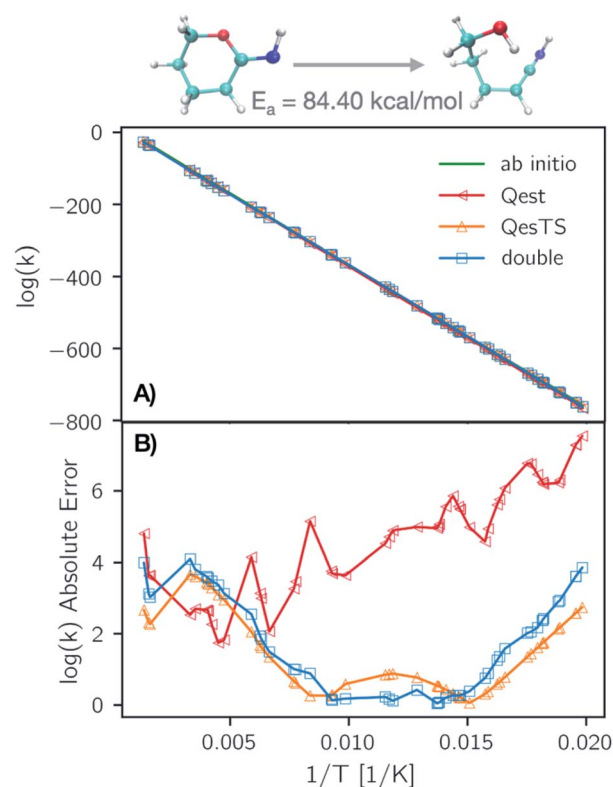 E_a = 84.40 kcal/mol
0
−200
−400
−600
−800
log(k)
ab initio
Qest
QesTS
double
A)
B)
6
4
2
0
log(k) Absolute Error
0.005 0.010 0.015 0.020
1/T [1/K]